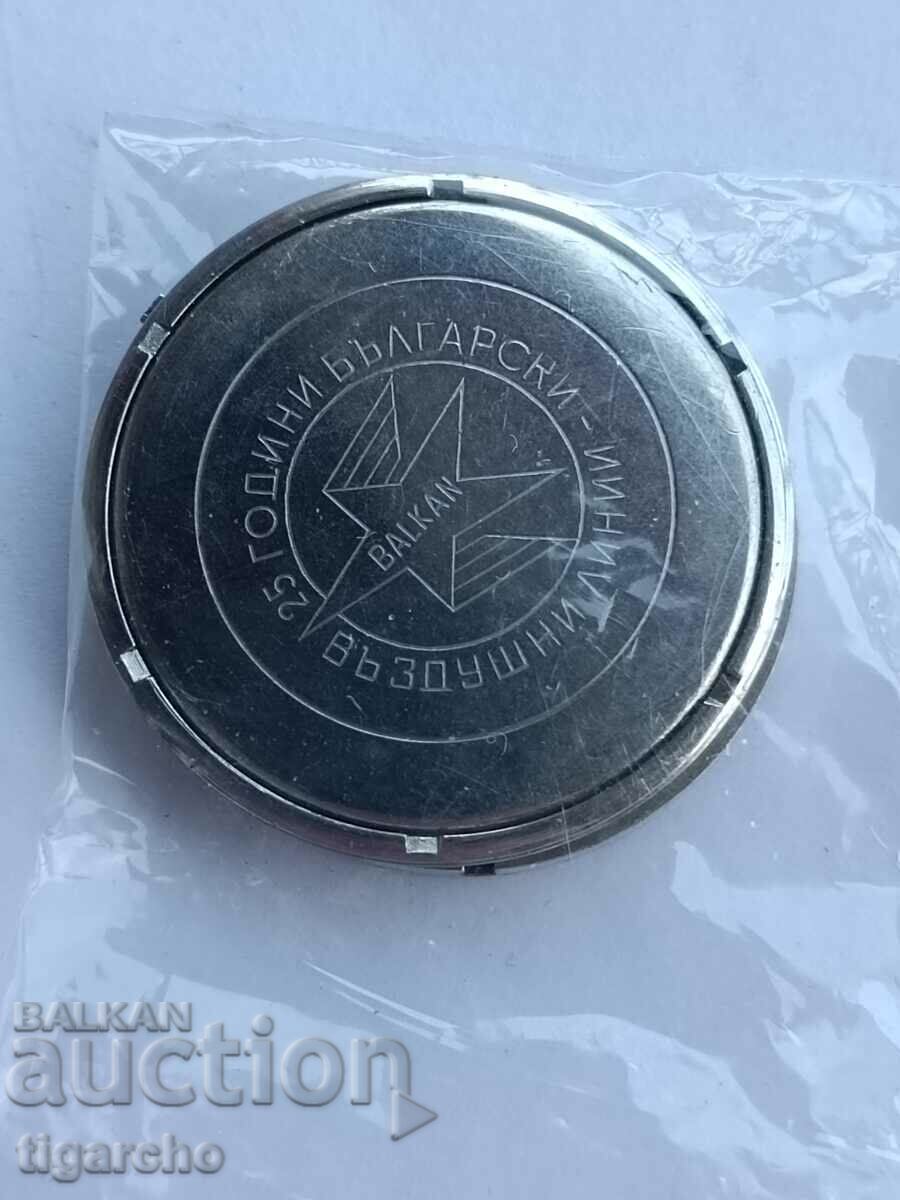 25 ГОДИНИ БЪЛГАРСКИ -
ВЪЗДУШНИ ЛИНИИ
BALKAN
BALKAN
auction
tigarcho